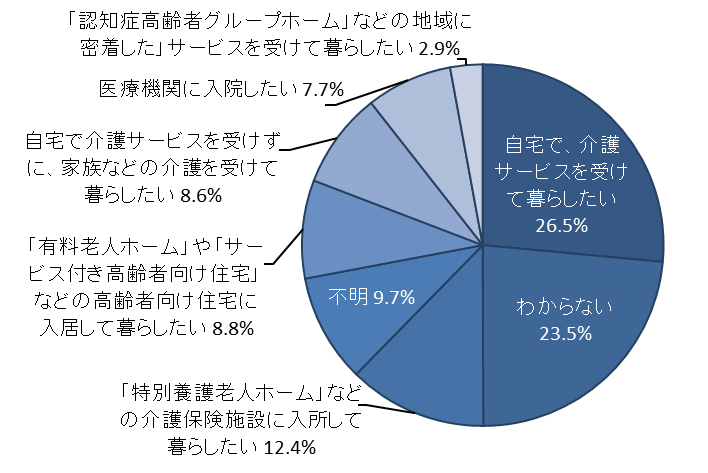 「認知症高齢者グループホーム」などの地域に
密着した」サービスを受けて暮らしたい 2.9%
医療機関に入院したい 7.7%
自宅で介護サービスを受けず
に、家族などの介護を受けて
暮らしたい 8.6%
「有料老人ホーム」や「サー
ビス付き高齢者向け住宅」
などの高齢者向け住宅に
入居して暮らしたい 8.8%
不明 9.7%
「特別養護老人ホーム」など
の介護保険施設に入所して
暮らしたい 12.4%
自宅で、介護
サービスを受け
て暮らしたい
26.5%
わからない
23.5%